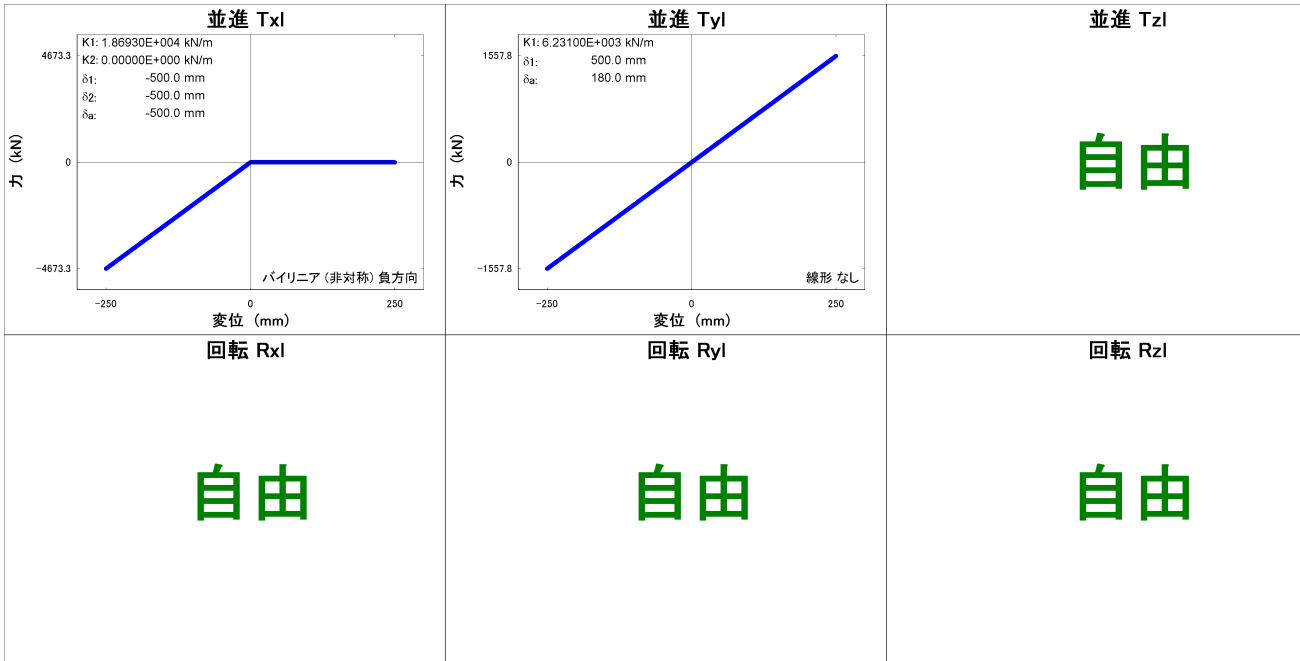 並進 Txl
K1: 1.86930E+004 kN/m
K2: 0.00000E+000 kN/m
δ1: -500.0 mm
δ2: -500.0 mm
δa: -500.0 mm
4673.3
0
-4673.3
力 (kN)
バイリニア (非対称) 負方向
-250
0
250
変位 (mm)
並進 Tyl
K1: 6.23100E+003 kN/m
δ1: 500.0 mm
δa: 180.0 mm
1557.8
0
-1557.8
力 (kN)
線形 なし
-250
0
250
変位 (mm)
並進 Tzl
自由
回転 Rxl
自由
回転 Ryl
自由
回転 Rzl
自由